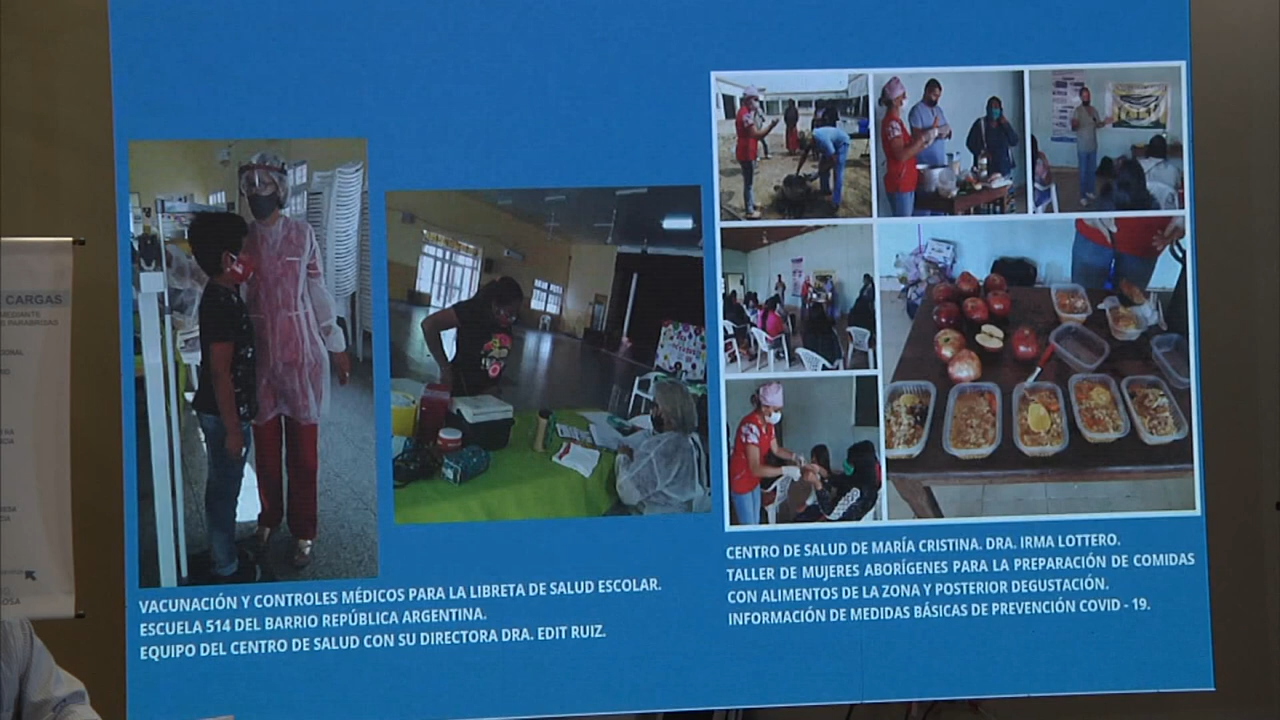 CARGAS
MEDIANTE
PARABRISAS
VACUNACIÓN Y CONTROLES MÉDICOS PARA LA LIBRETA DE SALUD ESCOLAR.
ESCUELA 514 DEL BARRIO REPÚBLICA ARGENTINA.
EQUIPO DEL CENTRO DE SALUD CON SU DIRECTORA DRA. EDIT RUIZ.
CENTRO DE SALUD DE MARÍA CRISTINA. DRA. IRMA LOTTERO.
TALLER DE MUJERES ABORÍGENES PARA LA PREPARACIÓN DE COMIDAS
CON ALIMENTOS DE LA ZONA Y POSTERIOR DEGUSTACIÓN.
INFORMACIÓN DE MEDIDAS BÁSICAS DE PREVENCIÓN COVID - 19.